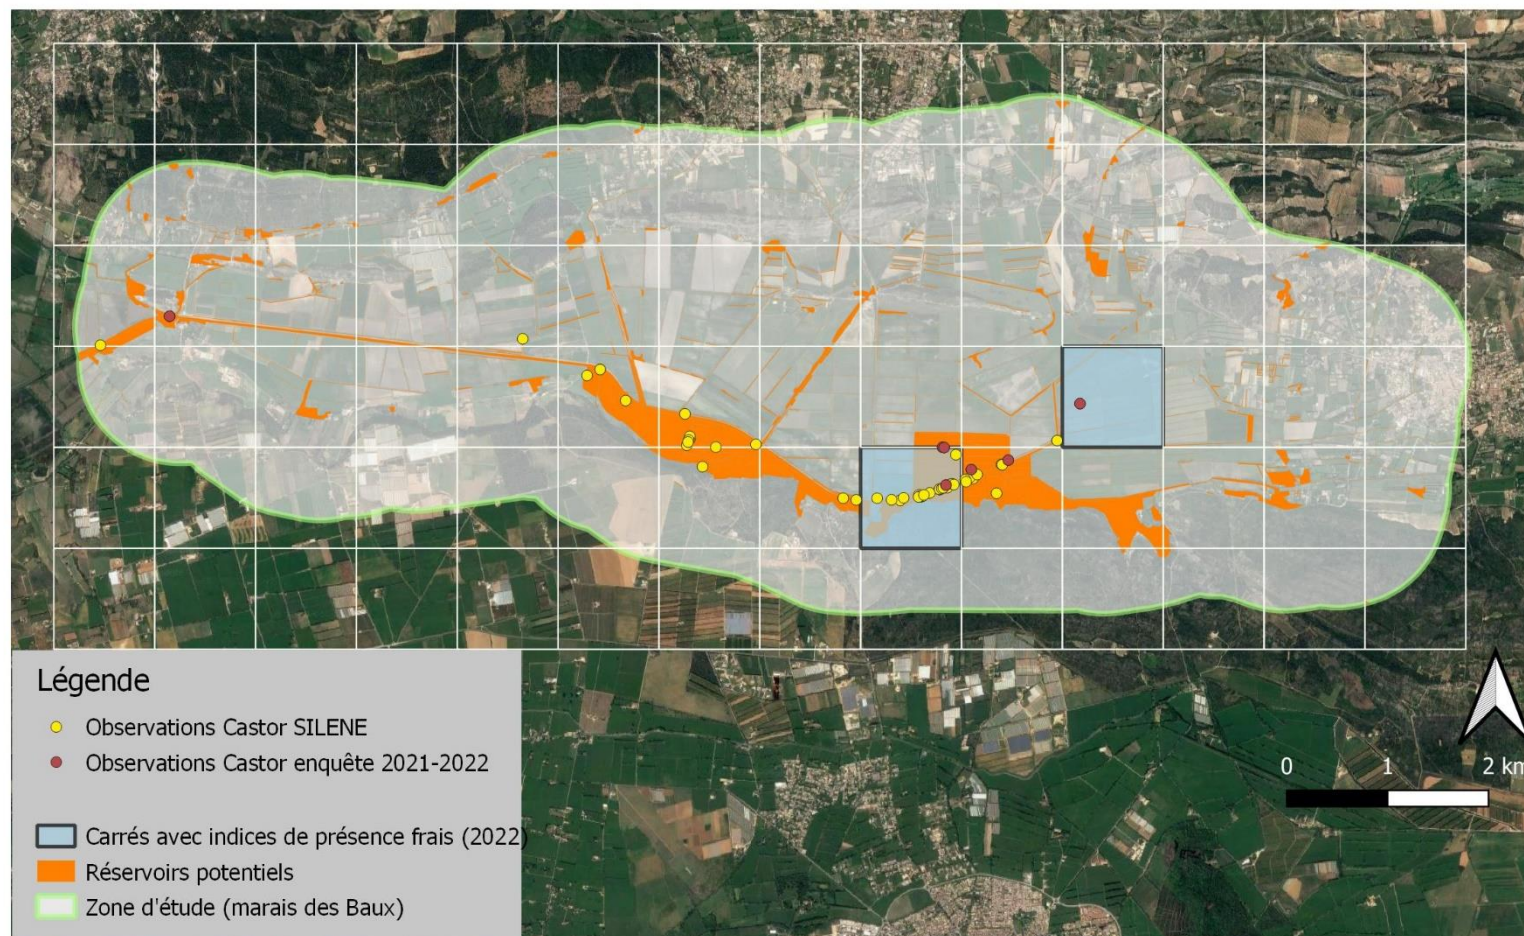 Légende
Observations Castor SILENE
Observations Castor enquête 2021-2022
Carrés avec indices de présence frais (2022)
Réservoirs potentiels
Zone d'étude (marais des Baux)
0 1 2 km